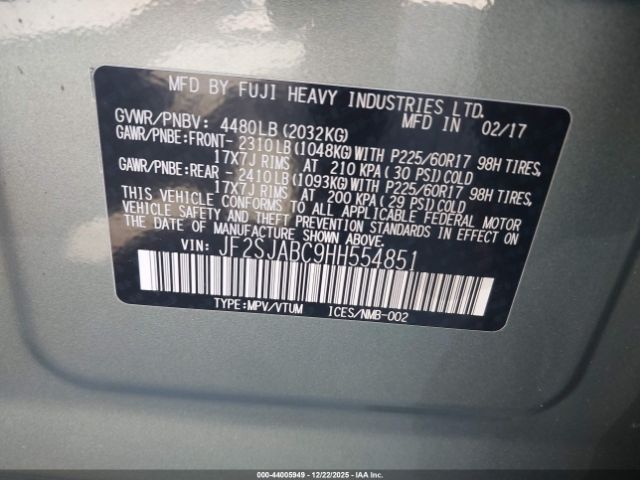 MFD BY FUJI HEAVY INDUSTRIES LTD.
GVWR/PNBV: 4480LB(2032KG) MFD IN 02/17
GAWR/PNBE:FRONT- 2310LB(1048KG)WITH P225/60R17 98H TIRES,
17X7J RIMS AT 210 KPA(30 PSI)COLD
GAWR/PNBE:REAR - 2410LB(1093KG)WITH P225/60R17 98H TIRES,
17X7J RIMS AT 200 KPA(29 PSI)COLD
THIS VEHICLE CONFORMS TO ALL APPLICABLE FEDERAL MOTOR
VEHICLE SAFETY AND THEFT PREVENTION STANDARDS IN EFFECT
ON THE DATE OF MANUFACTURE SHOWN ABOVE.
VIN: JF2SJABC9HH554851
TYPE:MPV/VTUM ICES/NMB-002
000-44005949 - 12/22/2025 - IAA, Inc.